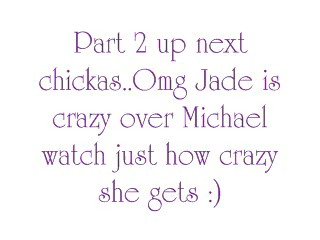 Part 2 up next
chickas..Omg Jade is
crazy over Michael
watch just how crazy
she gets :)